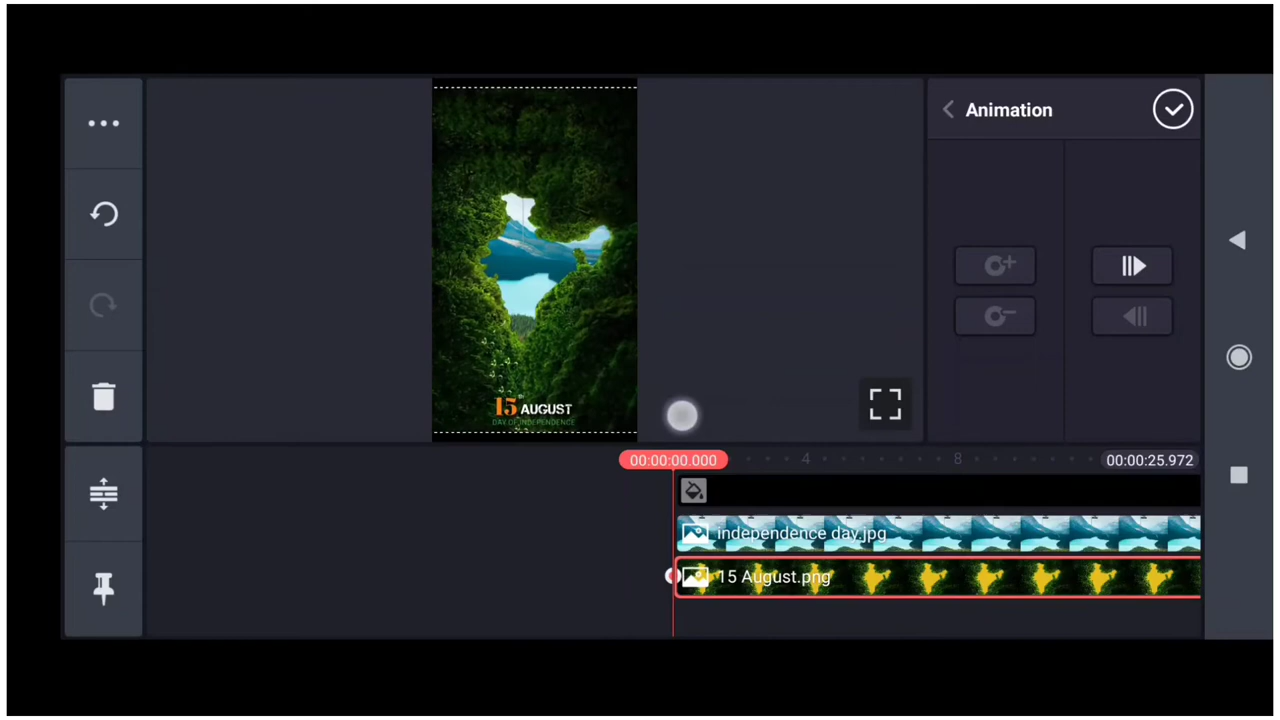 Animation
15th AUGUST
DAY OF INDEPENDENCE
00:00:00.000
4
8
00:00:25.972
independence day.jpg
15 August.png